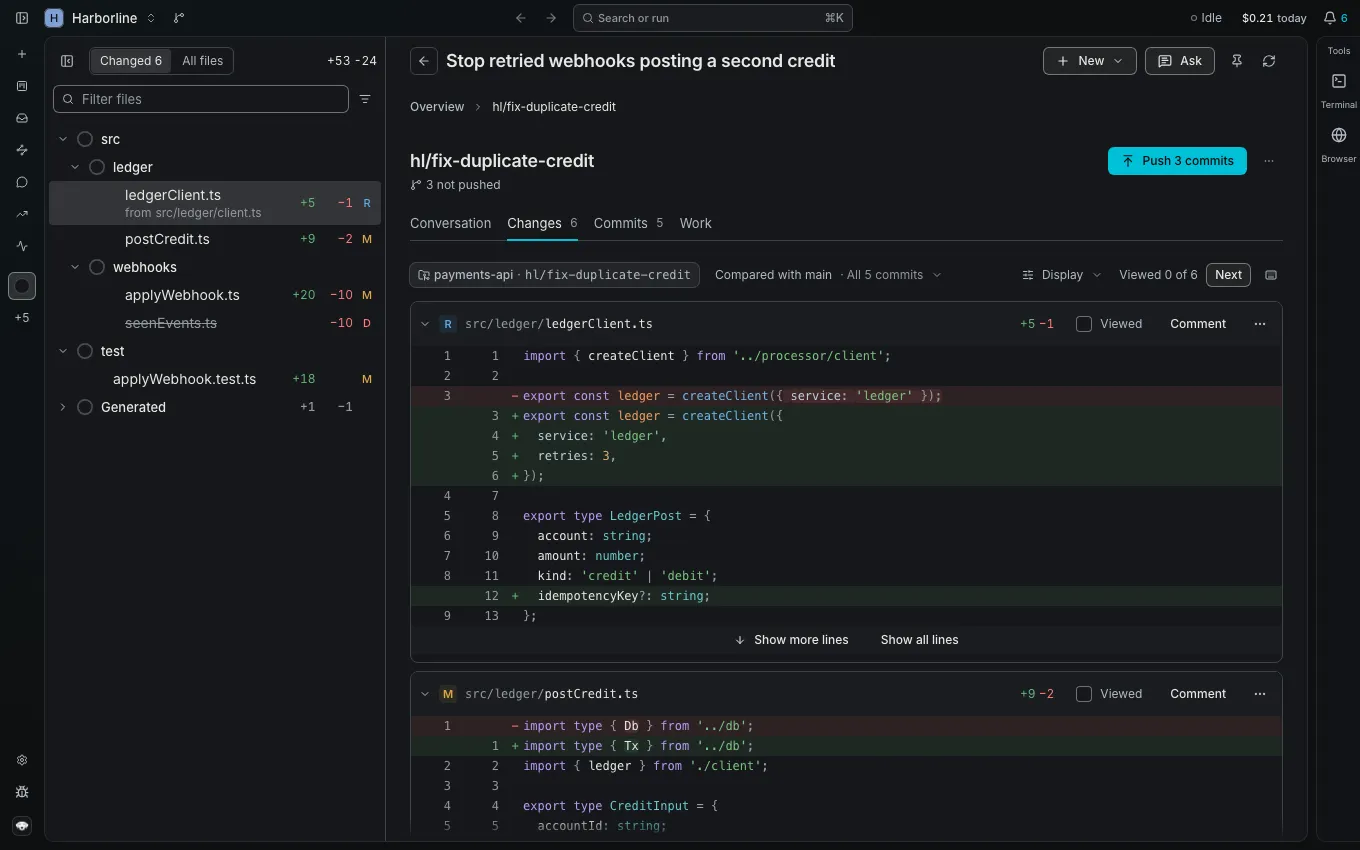 H Harborline
Search or run ⌘K
Idle $0.21 today 6
Changed 6 All files +53 -24
Filter files
src
ledger
ledgerClient.ts +5 −1 R
from src/ledger/client.ts
postCredit.ts +9 −2 M
webhooks
applyWebhook.ts +20 −10 M
seenEvents.ts −10 D
test
applyWebhook.test.ts +18 M
Generated +1 −1
+5
Stop retried webhooks posting a second credit
New Ask
Overview › hl/fix-duplicate-credit
hl/fix-duplicate-credit
3 not pushed
Push 3 commits
Conversation Changes 6 Commits 5 Work
payments-api · hl/fix-duplicate-credit Compared with main · All 5 commits
Display Viewed 0 of 6 Next
R src/ledger/ledgerClient.ts +5 −1 Viewed Comment
1 1 import { createClient } from '../processor/client';
2 2
3 − export const ledger = createClient({ service: 'ledger' });
3 + export const ledger = createClient({
4 + service: 'ledger',
5 + retries: 3,
6 + });
4 7
5 8 export type LedgerPost = {
6 9 account: string;
7 10 amount: number;
8 11 kind: 'credit' | 'debit';
12 + idempotencyKey?: string;
9 13 };
Show more lines Show all lines
M src/ledger/postCredit.ts +9 −2 Viewed Comment
1 − import type { Db } from '../db';
1 + import type { Tx } from '../db';
2 2 import { ledger } from './client';
3 3
4 4 export type CreditInput = {
5 5 accountId: string;
Tools
Terminal
Browser